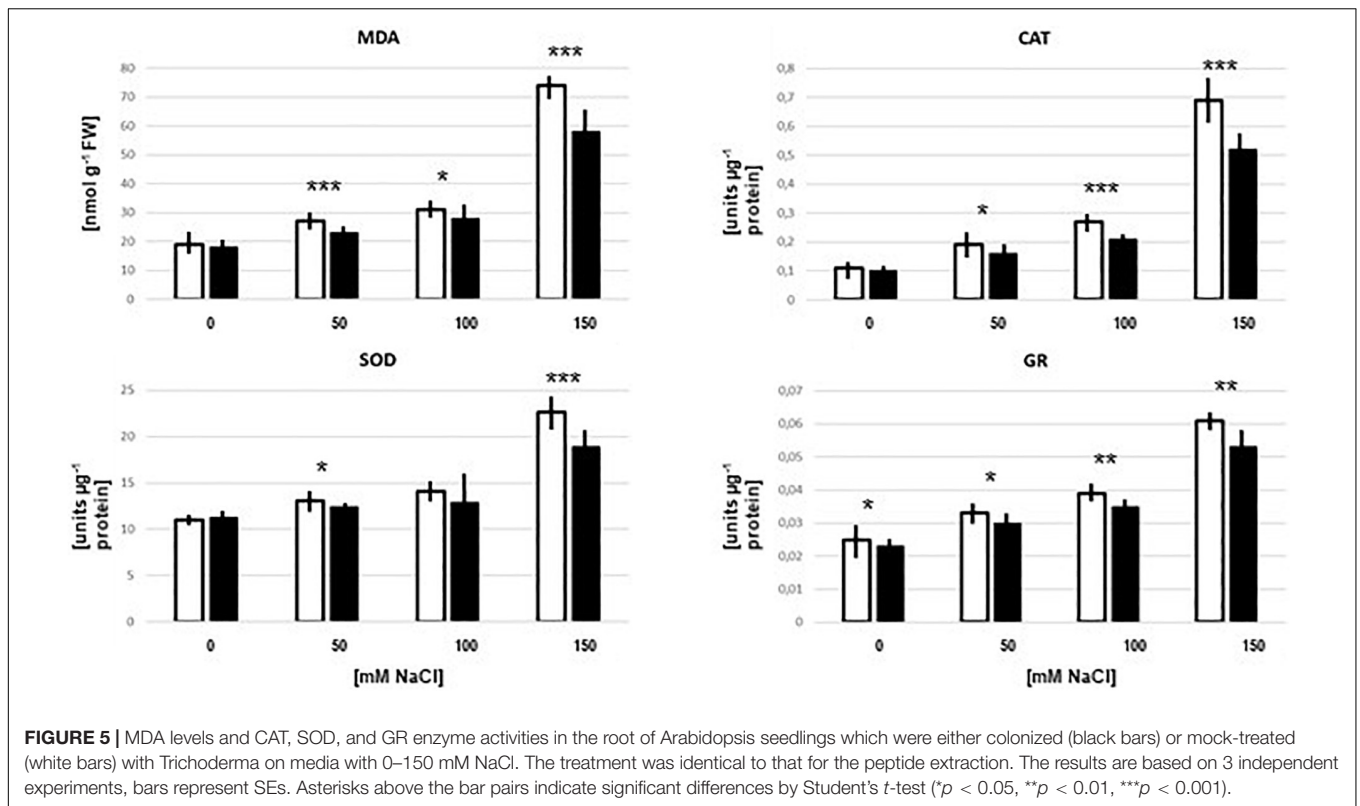 MDA
***
***
*
[nmol g⁻¹ FW]
80
70
60
50
40
30
20
10
0
0 50 100 150
CAT
***
***
*
[units µg⁻¹
protein]
0,8
0,7
0,6
0,5
0,4
0,3
0,2
0,1
0
0 50 100 150
SOD
***
*
[units µg⁻¹
protein]
25
20
15
10
5
0
0 50 100 150
[mM NaCl]
GR
**
**
*
*
[units µg⁻¹
protein]
0,07
0,06
0,05
0,04
0,03
0,02
0,01
0
0 50 100 150
[mM NaCl]
FIGURE 5 | MDA levels and CAT, SOD, and GR enzyme activities in the root of Arabidopsis seedlings which were either colonized (black bars) or mock-treated
(white bars) with Trichoderma on media with 0–150 mM NaCl. The treatment was identical to that for the peptide extraction. The results are based on 3 independent
experiments, bars represent SEs. Asterisks above the bar pairs indicate significant differences by Student's t-test (*p < 0.05, **p < 0.01, ***p < 0.001).